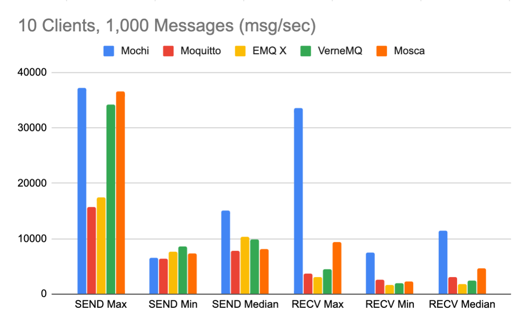 10 Clients, 1,000 Messages (msg/sec)
Mochi Moquitto EMQ X VerneMQ Mosca
40000
30000
20000
10000
0
SEND Max SEND Min SEND Median RECV Max RECV Min RECV Median